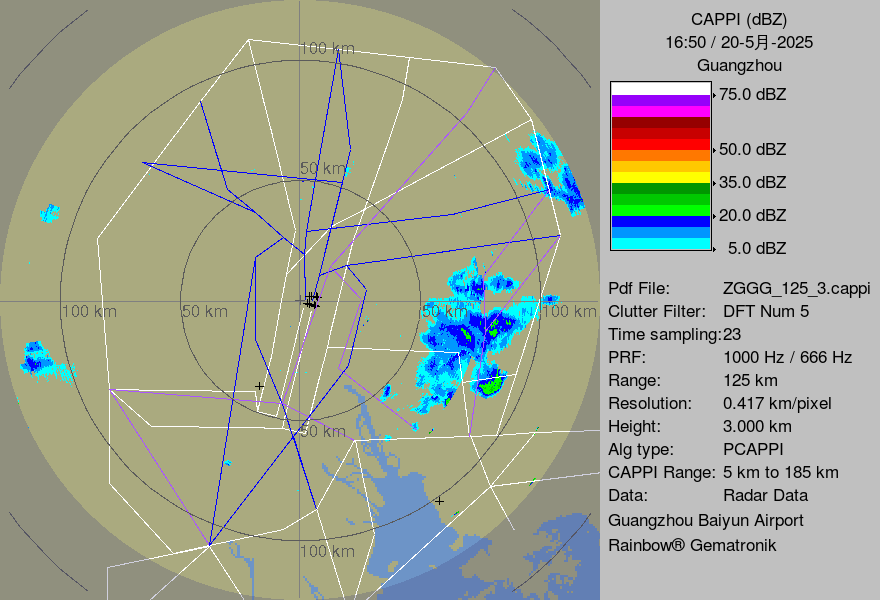 100 km
50 km
100 km
50 km
50 km
100 km
50 km
100 km
CAPPI (dBZ)
16:50 / 20-5月-2025
Guangzhou
75.0 dBZ
50.0 dBZ
35.0 dBZ
20.0 dBZ
5.0 dBZ
Pdf File: ZGGG_125_3.cappi
Clutter Filter: DFT Num 5
Time sampling:23
PRF: 1000 Hz / 666 Hz
Range: 125 km
Resolution: 0.417 km/pixel
Height: 3.000 km
Alg type: PCAPPI
CAPPI Range: 5 km to 185 km
Data: Radar Data
Guangzhou Baiyun Airport
Rainbow® Gematronik